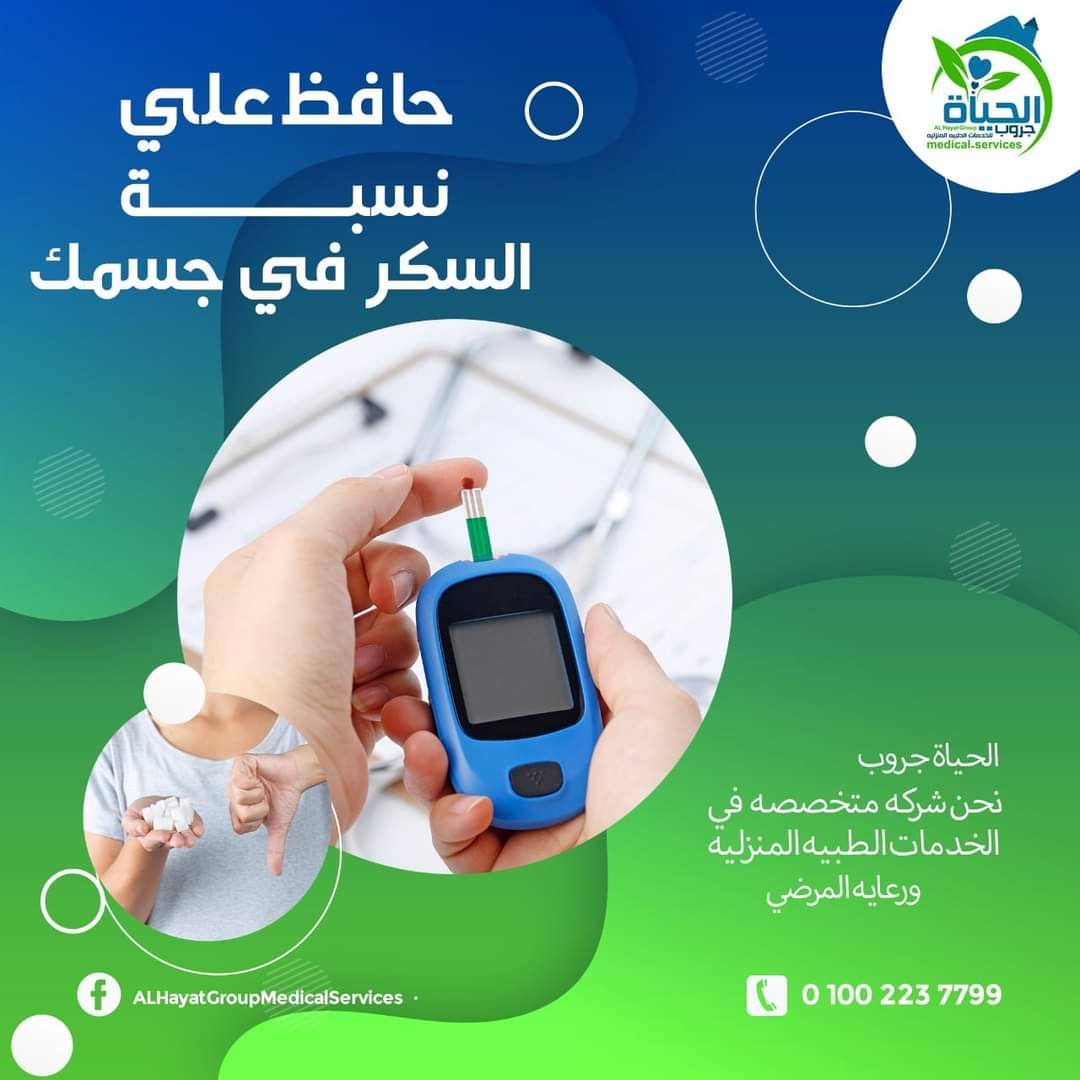 حافظ علي
نسبة
السكر في جسمك
الحياة
جروب
AL Hayat Group
للخدمات الطبيه المنزليه
medical.services
الحياة جروب
نحن شركه متخصصه في
الخدمات الطبيه المنزليه
ورعايه المرضي
ALHayatGroupMedicalServices
0 100 223 7799